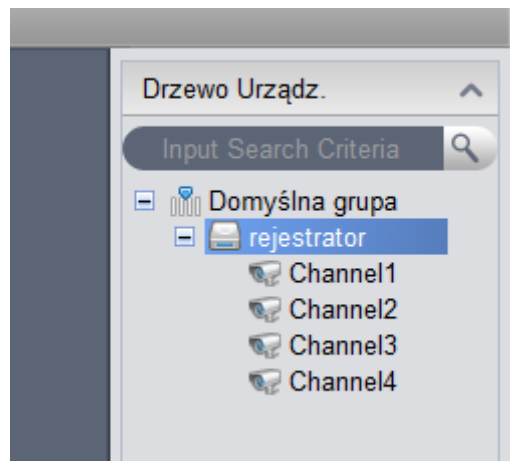 Drzewo Urządz.
Input Search Criteria
Domyślna grupa
rejestrator
Channel1
Channel2
Channel3
Channel4